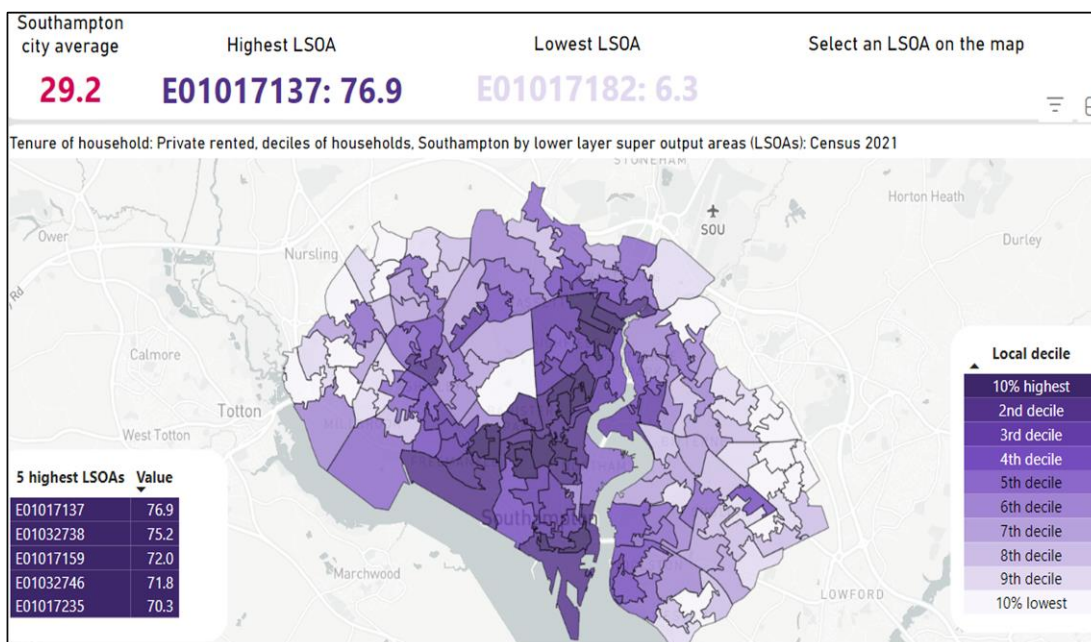 Southampton
city average
29.2
Highest LSOA
E01017137: 76.9
Lowest LSOA
E01017182: 6.3
Select an LSOA on the map
Tenure of household: Private rented, deciles of households, Southampton by lower layer super output areas (LSOAs): Census 2021
STONEHAM
Horton Heath
Ower
Nursling
SOU
Durley
Rd
Calmore
Totton
West Totton
Southampton
Marchwood
LOWFORD
Local decile
10% highest
2nd decile
3rd decile
4th decile
5th decile
6th decile
7th decile
8th decile
9th decile
10% lowest
5 highest LSOAs Value
E01017137 76.9
E01032738 75.2
E01017159 72.0
E01032746 71.8
E01017235 70.3